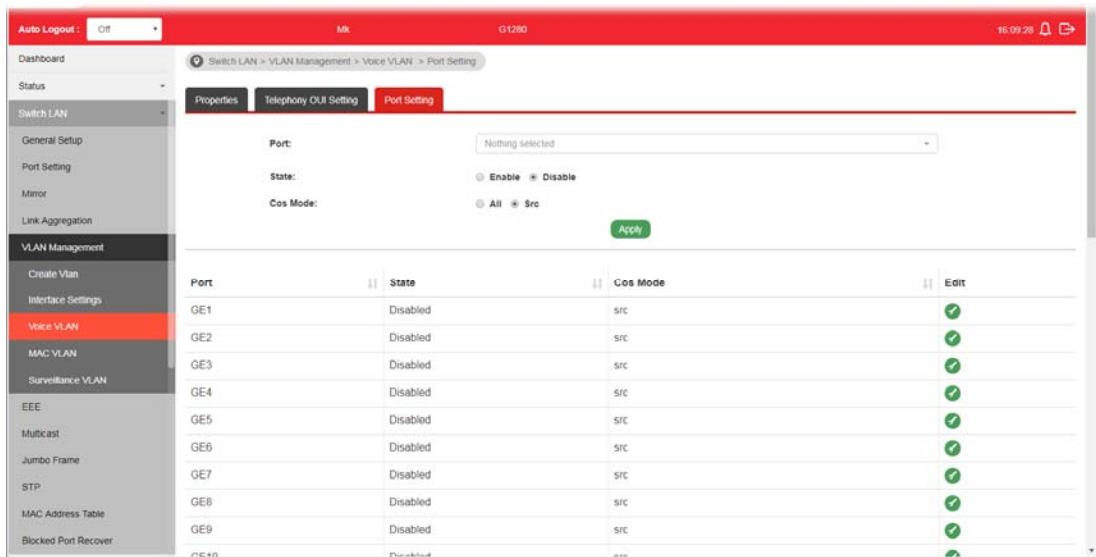 Auto Logout : Off Mk G1280 16:09:28
Dashboard
Switch LAN > VLAN Management > Voice VLAN > Port Setting
Status
Properties Telephony OUI Setting Port Setting
Switch LAN
General Setup
Port: Nothing selected
Port Setting
State: Enable Disable
Mirror
Cos Mode: All Src
Link Aggregation
Apply
VLAN Management
Create Vlan
Port State Cos Mode Edit
Interface Settings
GE1 Disabled src
Voice VLAN
GE2 Disabled src
MAC VLAN
GE3 Disabled src
Surveillance VLAN
GE4 Disabled src
EEE
GE5 Disabled src
Multicast
GE6 Disabled src
Jumbo Frame
GE7 Disabled src
STP
GE8 Disabled src
MAC Address Table
GE9 Disabled src
Blocked Port Recover